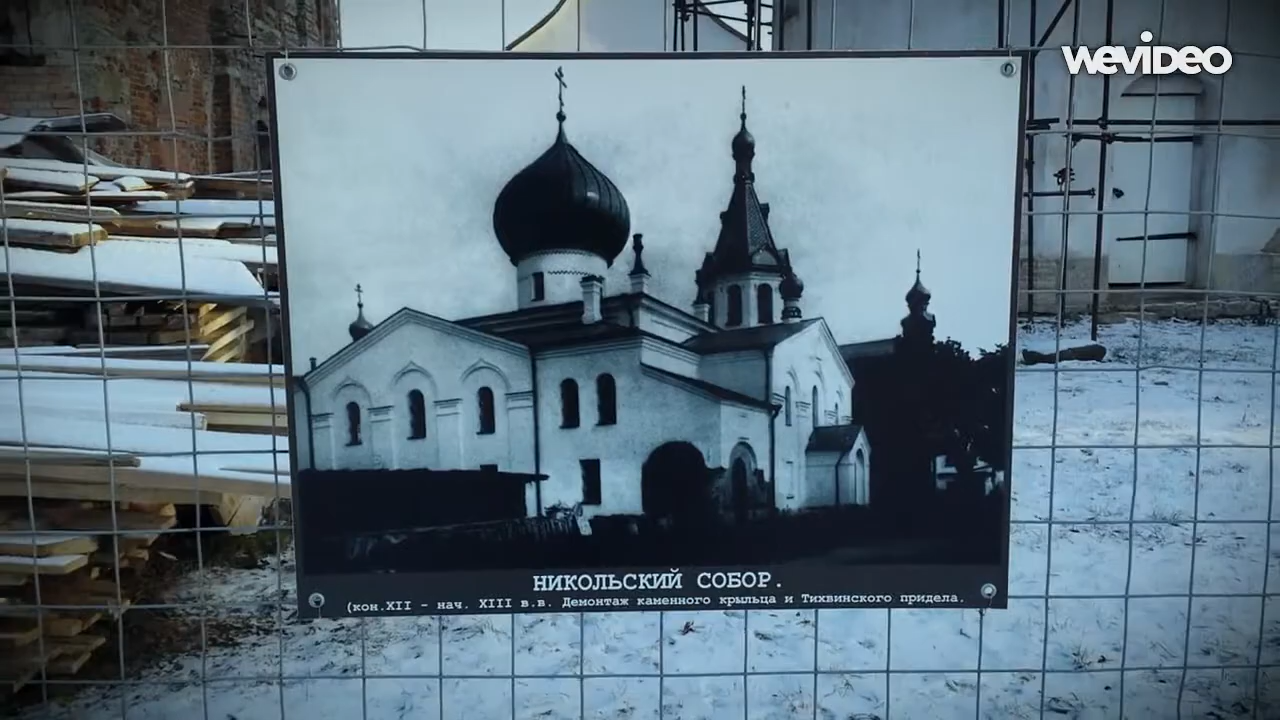 wevideo
НИКОЛЬСКИЙ СОБОР.
(кон.XII - нач. XIII в.в. Демонтаж каменного крыльца и Тихвинского придела.